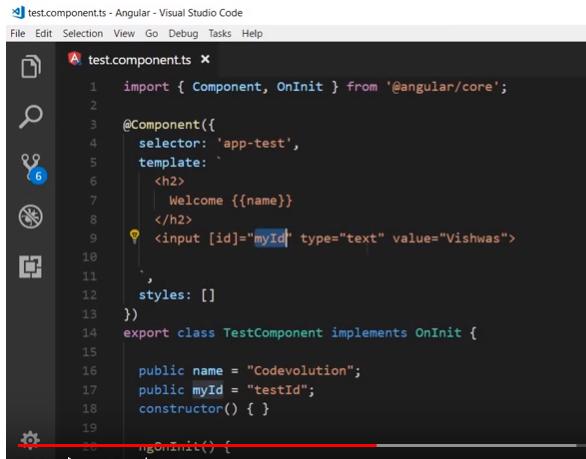 test.component.ts - Angular - Visual Studio Code
File Edit Selection View Go Debug Tasks Help
test.component.ts ×
6
1 import { Component, OnInit } from '@angular/core';
2
3 @Component({
4 selector: 'app-test',
5 template: `
6 <h2>
7 Welcome {{name}}
8 </h2>
9 <input [id]="myId" type="text" value="Vishwas">
10
11 `,
12 styles: []
13 })
14 export class TestComponent implements OnInit {
15
16 public name = "Codevolution";
17 public myId = "testId";
18 constructor() { }
19
20 ngOnInit() {